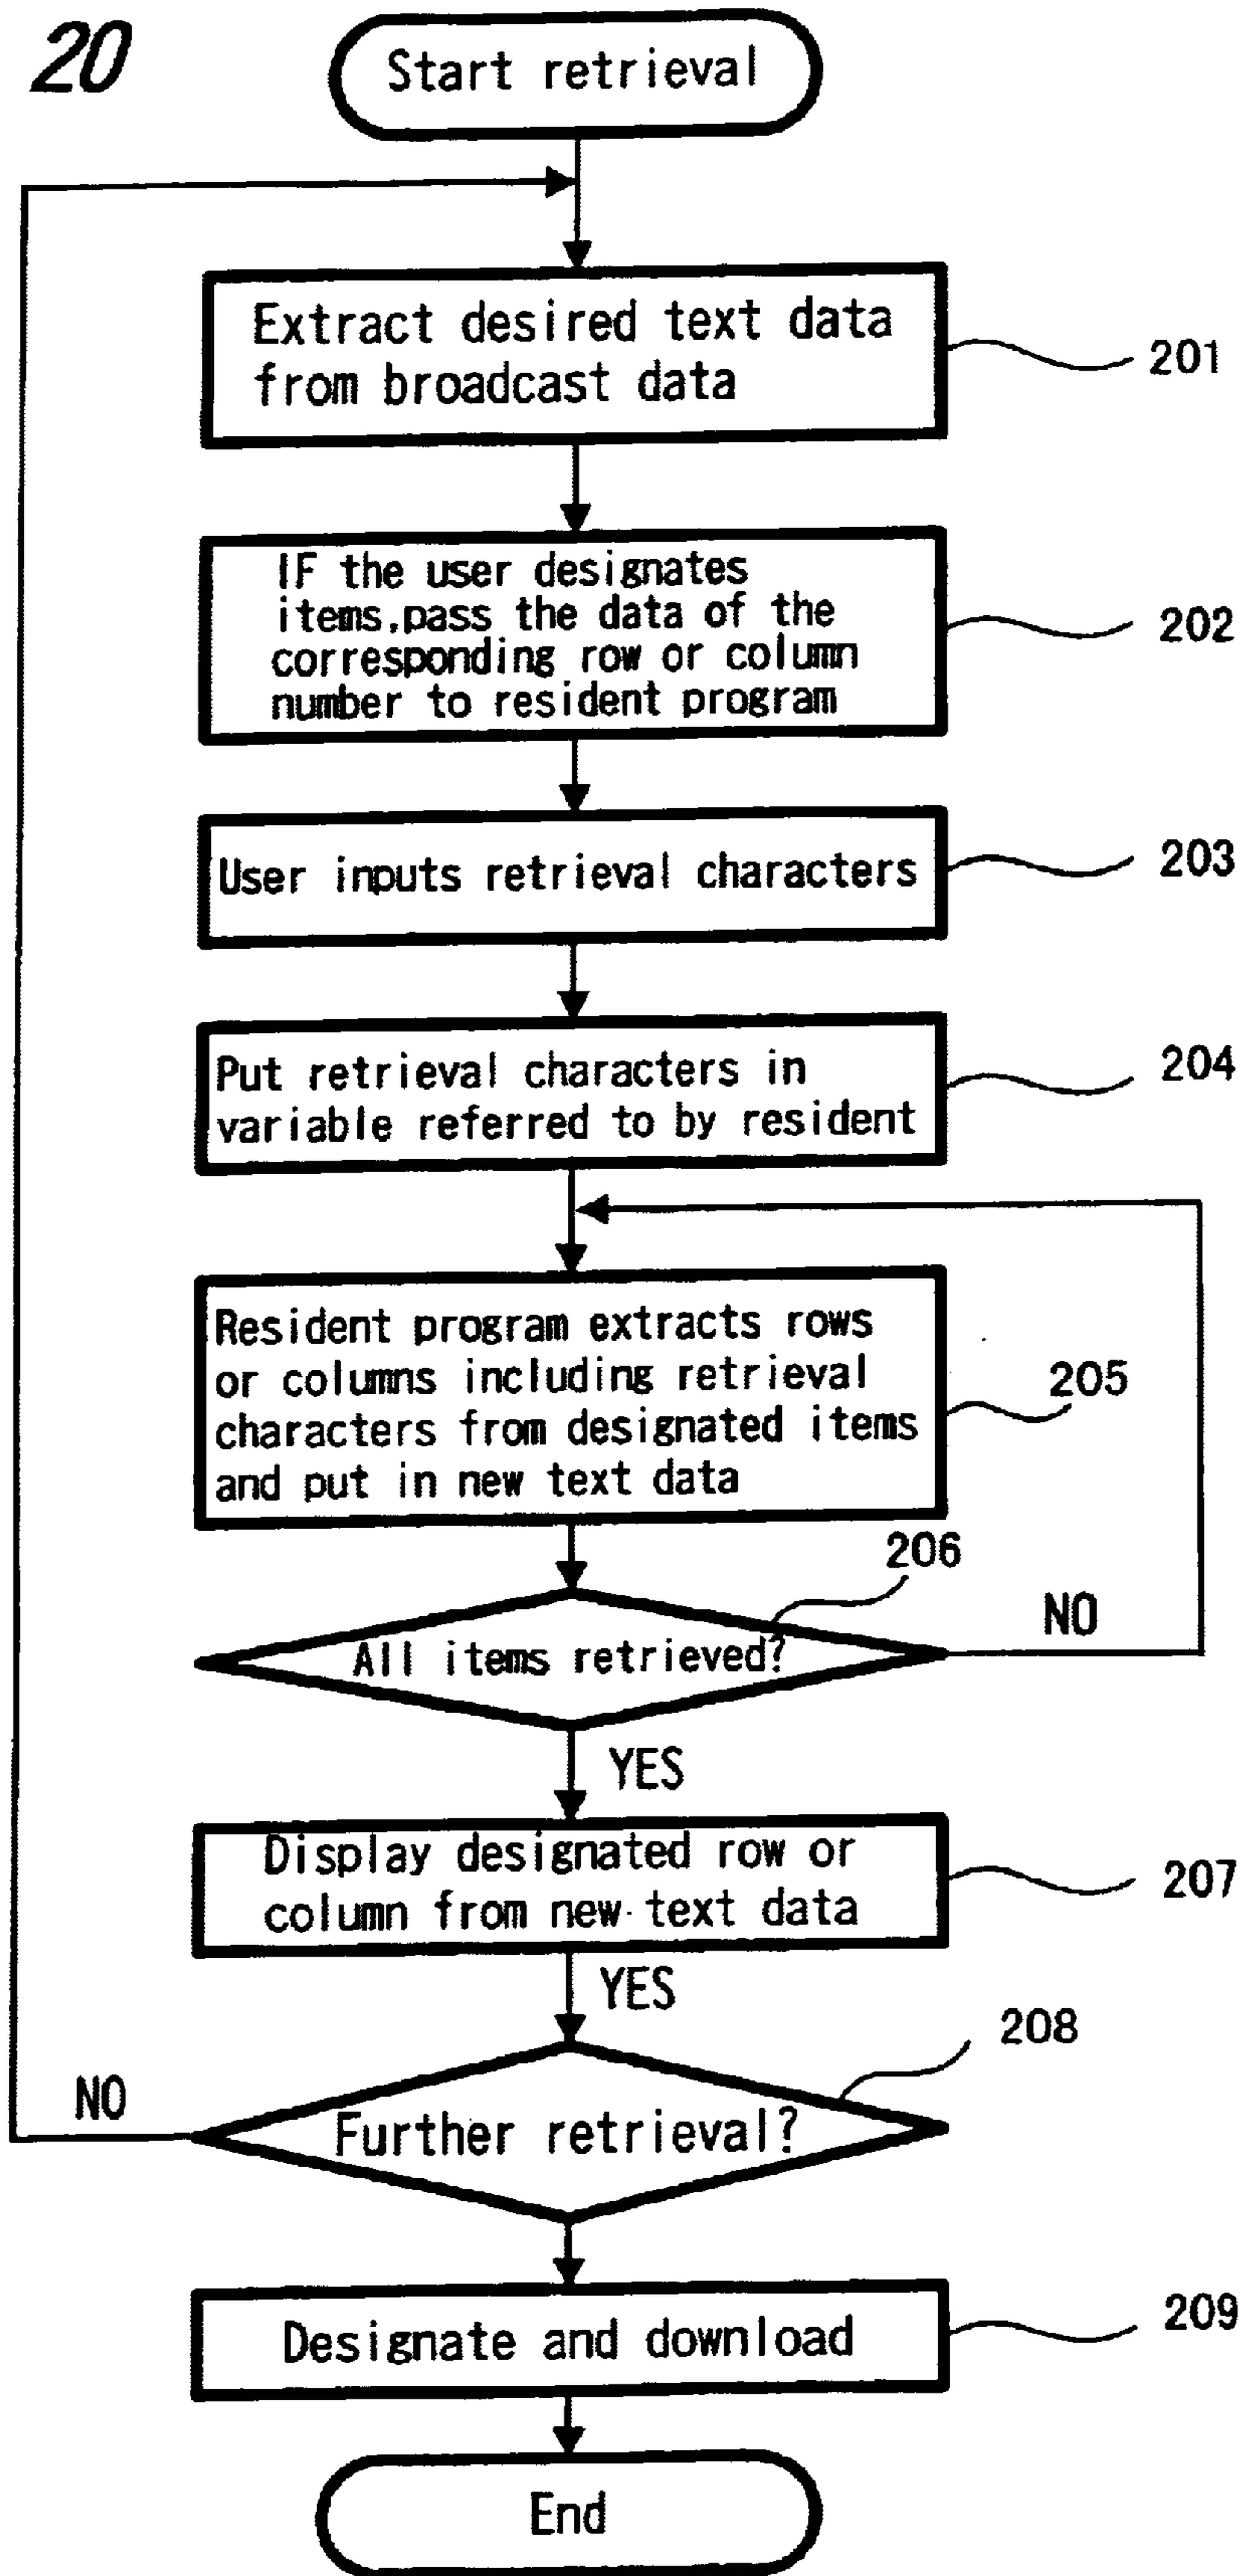 20
Start retrieval
Extract desired text data
from broadcast data
201
IF the user designates
items.pass the data of the
corresponding row or column
number to resident program
202
User inputs retrieval characters
203
Put retrieval characters in
variable referred to by resident
204
Resident program extracts rows
or columns including retrieval
characters from designated items
and put in new text data
205
206
All items retrieved?
NO
YES
Display designated row or
column from new text data
207
YES
208
NO
Further retrieval?
Designate and download
209
End